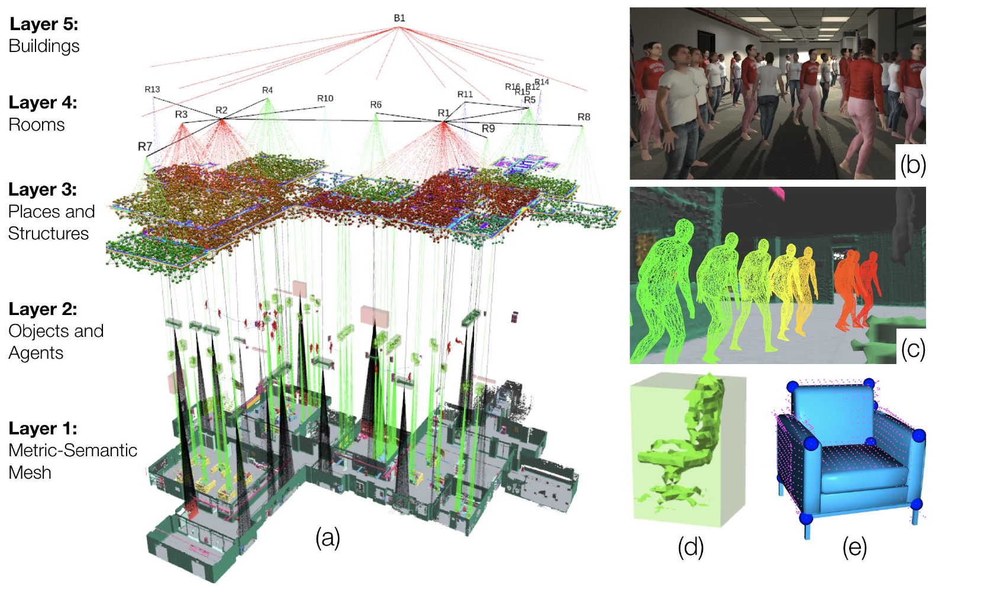 Layer 5:
Buildings
Layer 4:
Rooms
Layer 3:
Places and
Structures
Layer 2:
Objects and
Agents
Layer 1:
Metric-Semantic
Mesh
B1
R13
R4
R10
R11
R16
R12
R14
R15
R5
R3
R2
R6
R1
R8
R9
R7
(a)
(b)
(c)
(d)
(e)